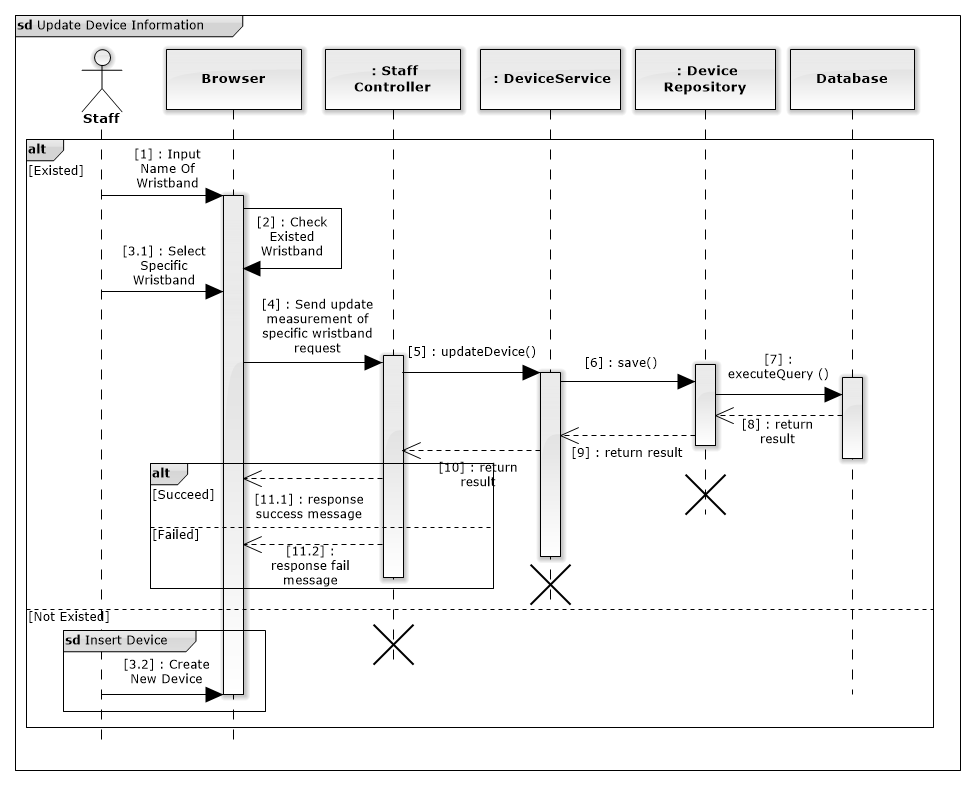 sd Update Device Information
Staff
Browser
: Staff
Controller
: DeviceService
: Device
Repository
Database
alt
[Existed]
[1] : Input
Name Of
Wristband
[2] : Check
Existed
Wristband
[3.1] : Select
Specific
Wristband
[4] : Send update
measurement of
specific wristband
request
[5] : updateDevice()
[6] : save()
[7] :
executeQuery ()
[8] : return
result
[9] : return result
[10] : return
result
alt
[Succeed]
[11.1] : response
success message
[Failed]
[11.2] :
response fail
message
[Not Existed]
sd Insert Device
[3.2] : Create
New Device